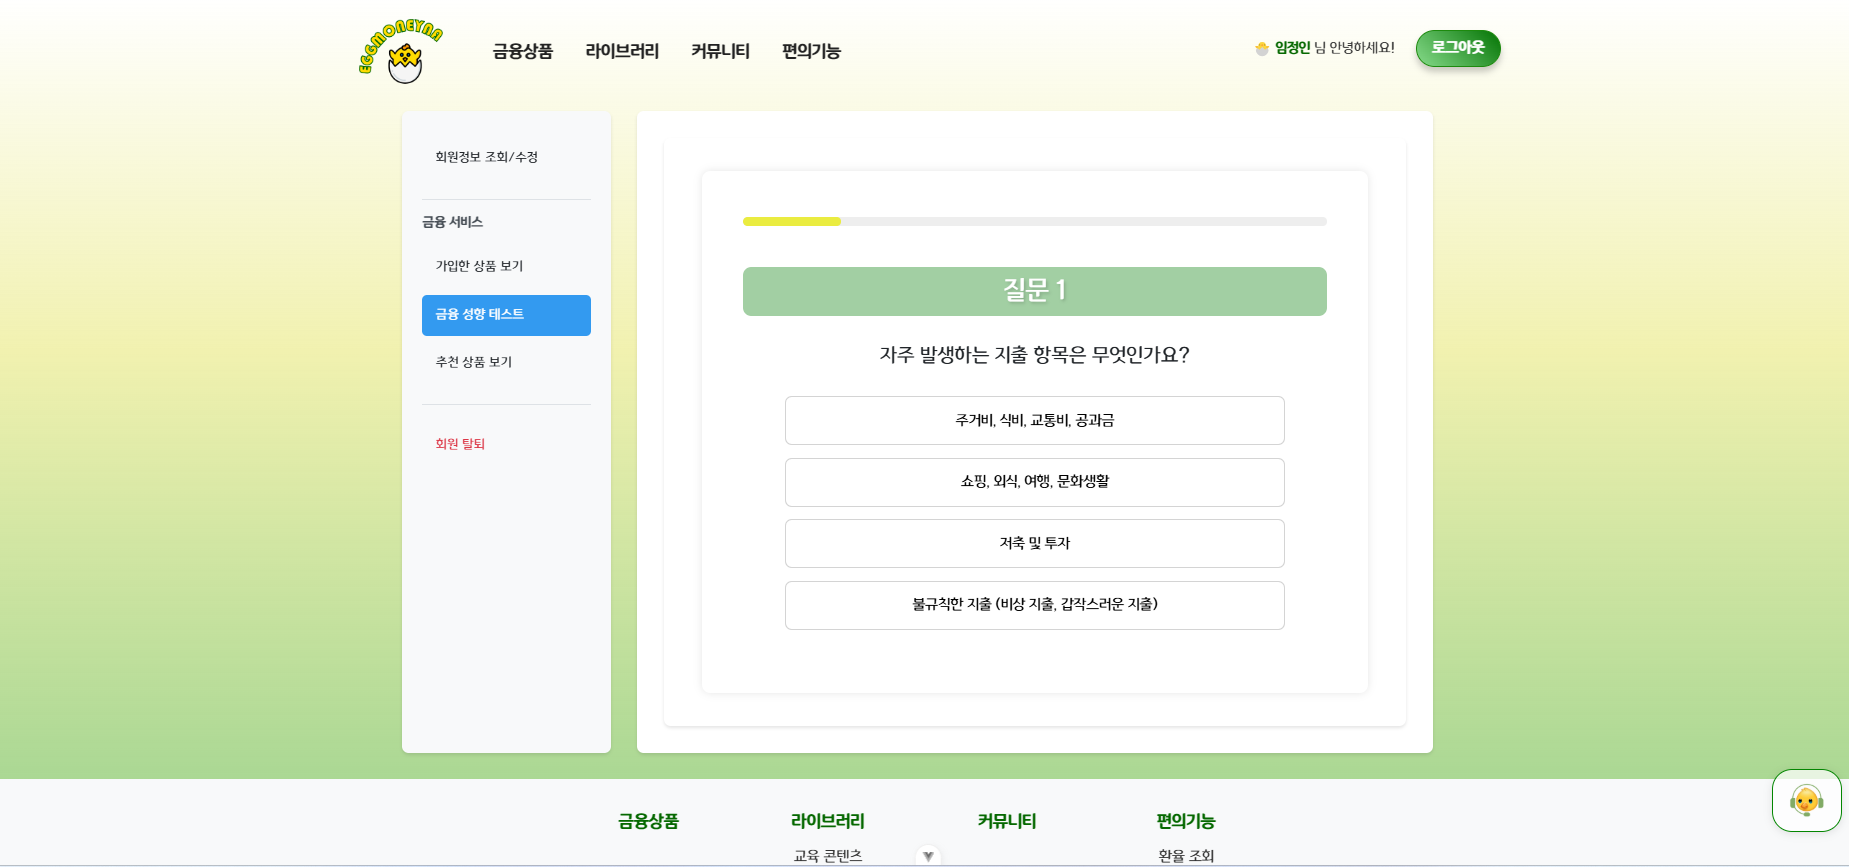 EGGMONEYNA
금융상품 라이브러리 커뮤니티 편의기능
임정인 님 안녕하세요! 로그아웃
회원정보 조회/수정
금융 서비스
가입한 상품 보기
금융 성향 테스트
추천 상품 보기
회원 탈퇴
질문 1
자주 발생하는 지출 항목은 무엇인가요?
주거비, 식비, 교통비, 공과금
쇼핑, 외식, 여행, 문화생활
저축 및 투자
불규칙한 지출 (비상 지출, 갑작스러운 지출)
금융상품 라이브러리 커뮤니티 편의기능
교육 콘텐츠 환율 조회